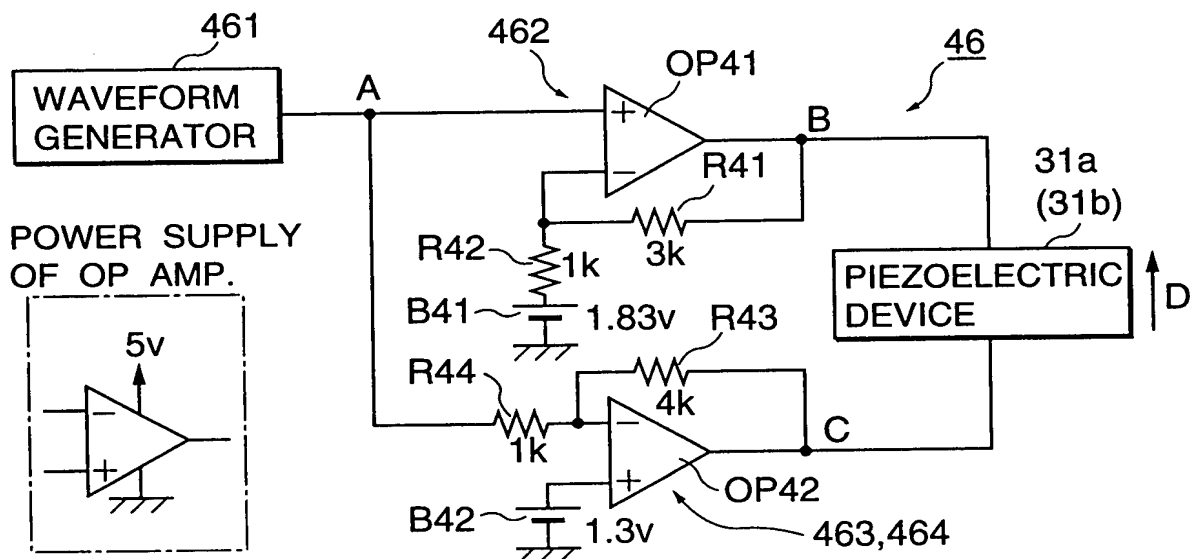 461
462
46
WAVEFORM
GENERATOR
A
OP41
B
+
−
R41
3k
31a
(31b)
R42
1k
PIEZOELECTRIC
DEVICE
D
POWER SUPPLY
OF OP AMP.
B41
1.83v
R43
4k
5v
R44
1k
−
+
C
−
+
OP42
B42
1.3v
463,464